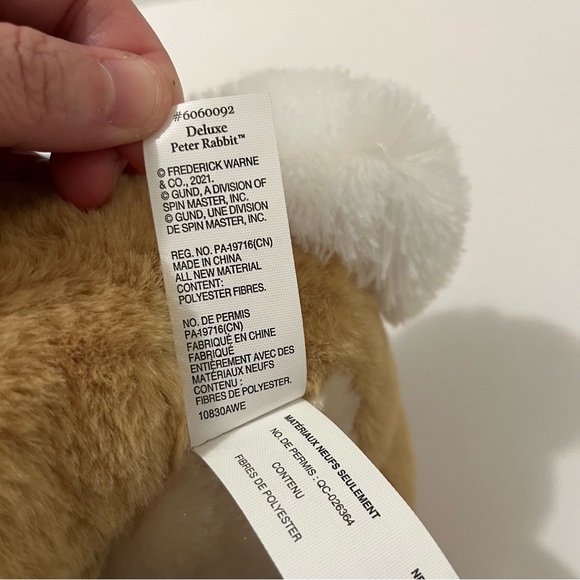 #6060092
Deluxe
Peter Rabbit™
© FREDERICK WARNE
& CO., 2021.
© GUND, A DIVISION OF
SPIN MASTER, INC.
© GUND, UNE DIVISION
DE SPIN MASTER, INC.
REG. NO. PA-19716(CN)
MADE IN CHINA
ALL NEW MATERIAL
CONTENT:
POLYESTER FIBRES.
NO. DE PERMIS
PA-19716(CN)
FABRIQUÉ EN CHINE
FABRIQUÉ
ENTIÈREMENT AVEC DES
MATÉRIAUX NEUFS
CONTENU :
FIBRES DE POLYESTER.
10830AWE
MATÉRIAUX NEUFS SEULEMENT
NO. DE PERMIS : QC-026364
CONTENU
FIBRES DE POLYESTER